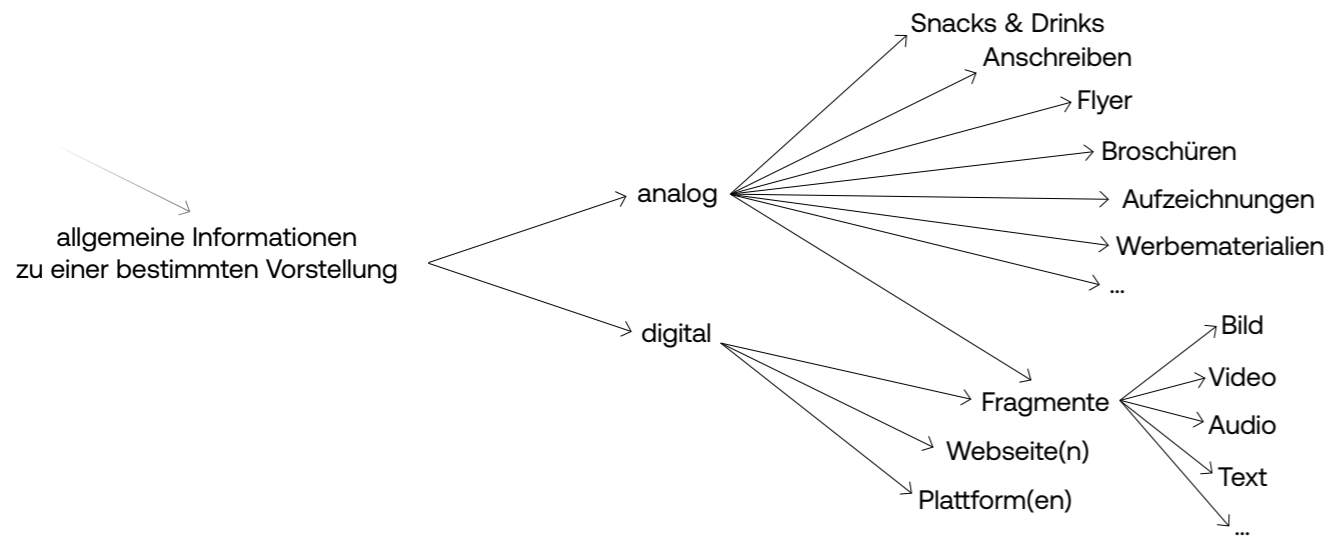 Snacks & Drinks
Anschreiben
Flyer
Broschüren
analog
Aufzeichnungen
allgemeine Informationen
zu einer bestimmten Vorstellung
Werbematerialien
...
digital
Bild
Video
Fragmente
Audio
Webseite(n)
Text
Plattform(en)
...